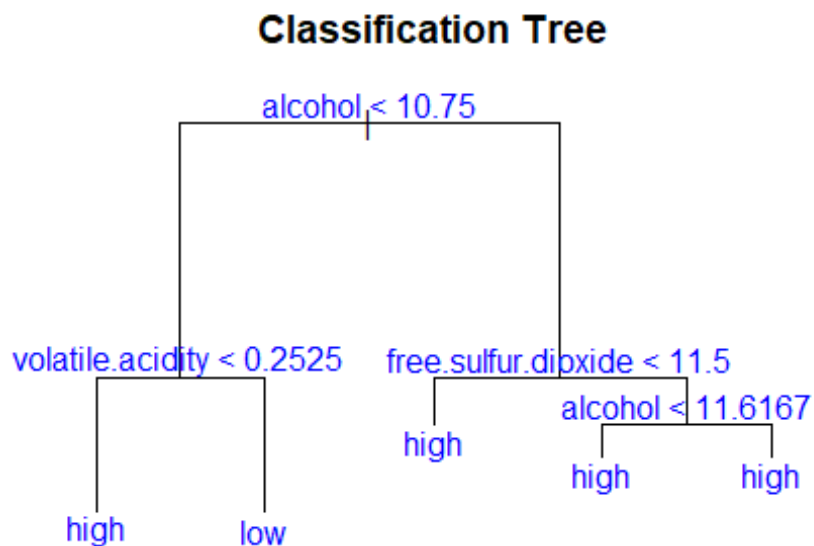 Classification Tree
alcohol < 10.75
volatile.acidity < 0.2525
free.sulfur.dioxide < 11.5
alcohol < 11.6167
high
high
high
high
low